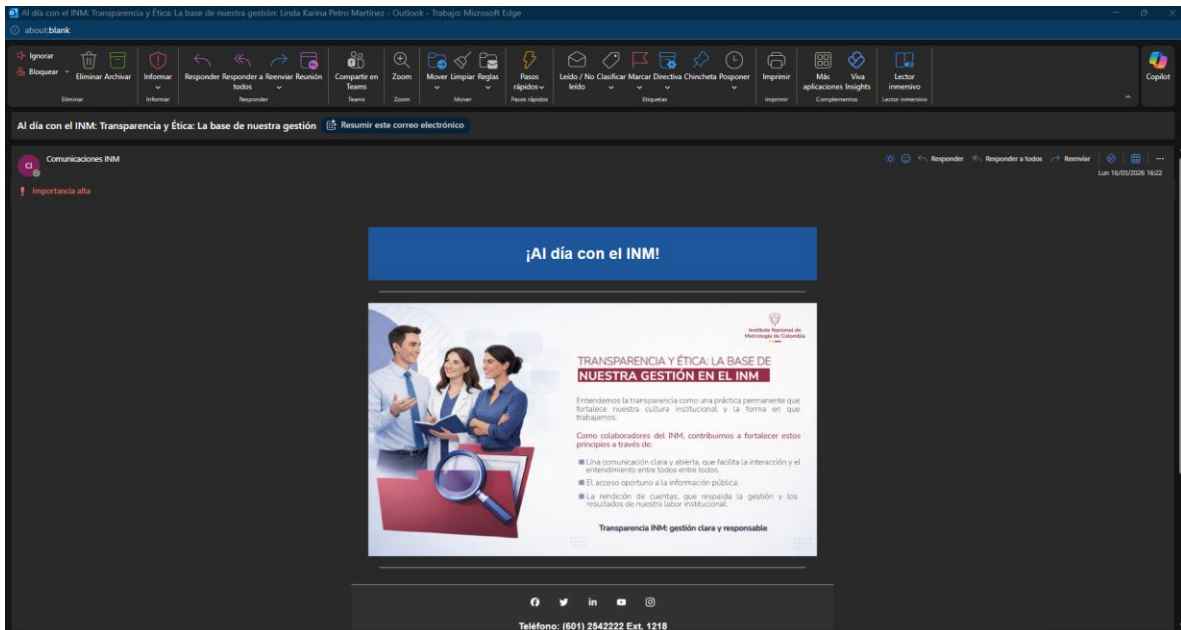 Al día con el INM: Transparencia y Ética: La base de nuestra gestión: Linda Karina Petro Martínez - Outlook - Trabajo: Microsoft Edge
about:blank
Ignorar
Bloquear
Eliminar Archivar
Informar
Responder Responder a todos Reenviar Reunión
Compartir en Teams
Zoom
Mover Limpiar Reglas
Pasos rápidos
Leído / No leído Clasificar Marcar Directiva Chincheta Posponer
Imprimir
Más aplicaciones Viva Insights
Lector inmersivo
Copilot
Eliminar Informar Responder Teams Zoom Mover Pasos rápidos Etiquetas Imprimir Complementos Lector inmersivo
Al día con el INM: Transparencia y Ética: La base de nuestra gestión Resumir este correo electrónico
CI Comunicaciones INM
Responder Responder a todos Reenviar
Lun 16/03/2026 16:22
Importancia alta
¡Al día con el INM!
Instituto Nacional de
Metrología de Colombia
TRANSPARENCIA Y ÉTICA: LA BASE DE
NUESTRA GESTIÓN EN EL INM
Entendemos la transparencia como una práctica permanente que
fortalece nuestra cultura institucional y la forma en que
trabajamos.
Como colaboradores del INM, contribuimos a fortalecer estos
principios a través de:
Una comunicación clara y abierta, que facilita la interacción y el
entendimiento entre todos entre todos.
El acceso oportuno a la información pública.
La rendición de cuentas, que respalda la gestión y los
resultados de nuestra labor institucional.
Transparencia INM: gestión clara y responsable
Teléfono: (601) 2542222 Ext. 1218